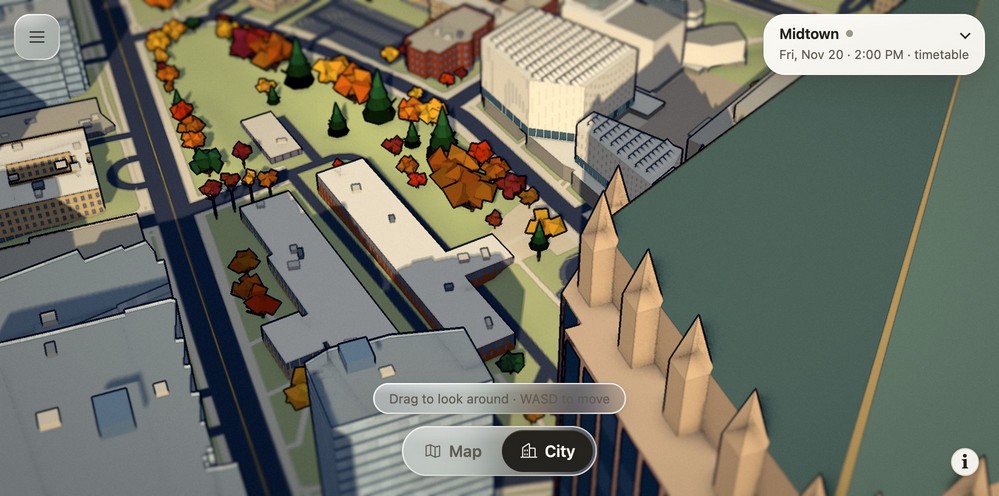 Midtown
Fri, Nov 20 · 2:00 PM · timetable
Drag to look around · WASD to move
Map
City
i